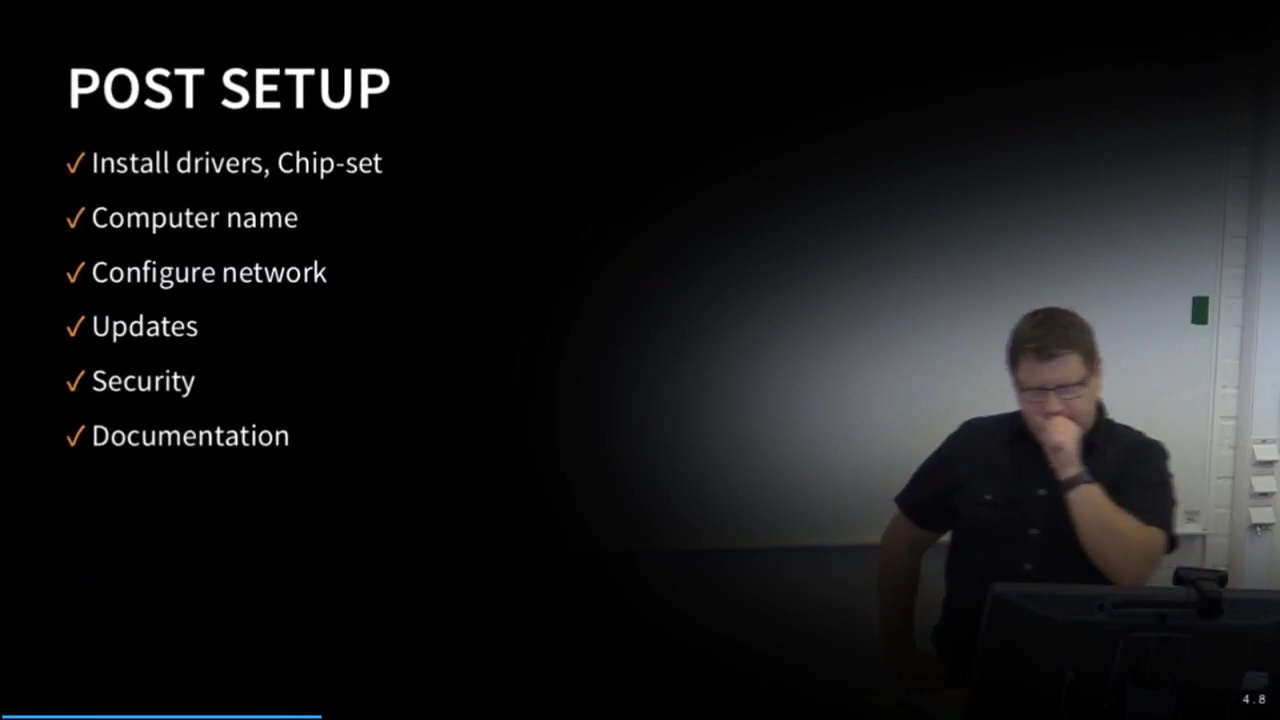 POST SETUP
✓ Install drivers, Chip-set
✓ Computer name
✓ Configure network
✓ Updates
✓ Security
✓ Documentation
4.8